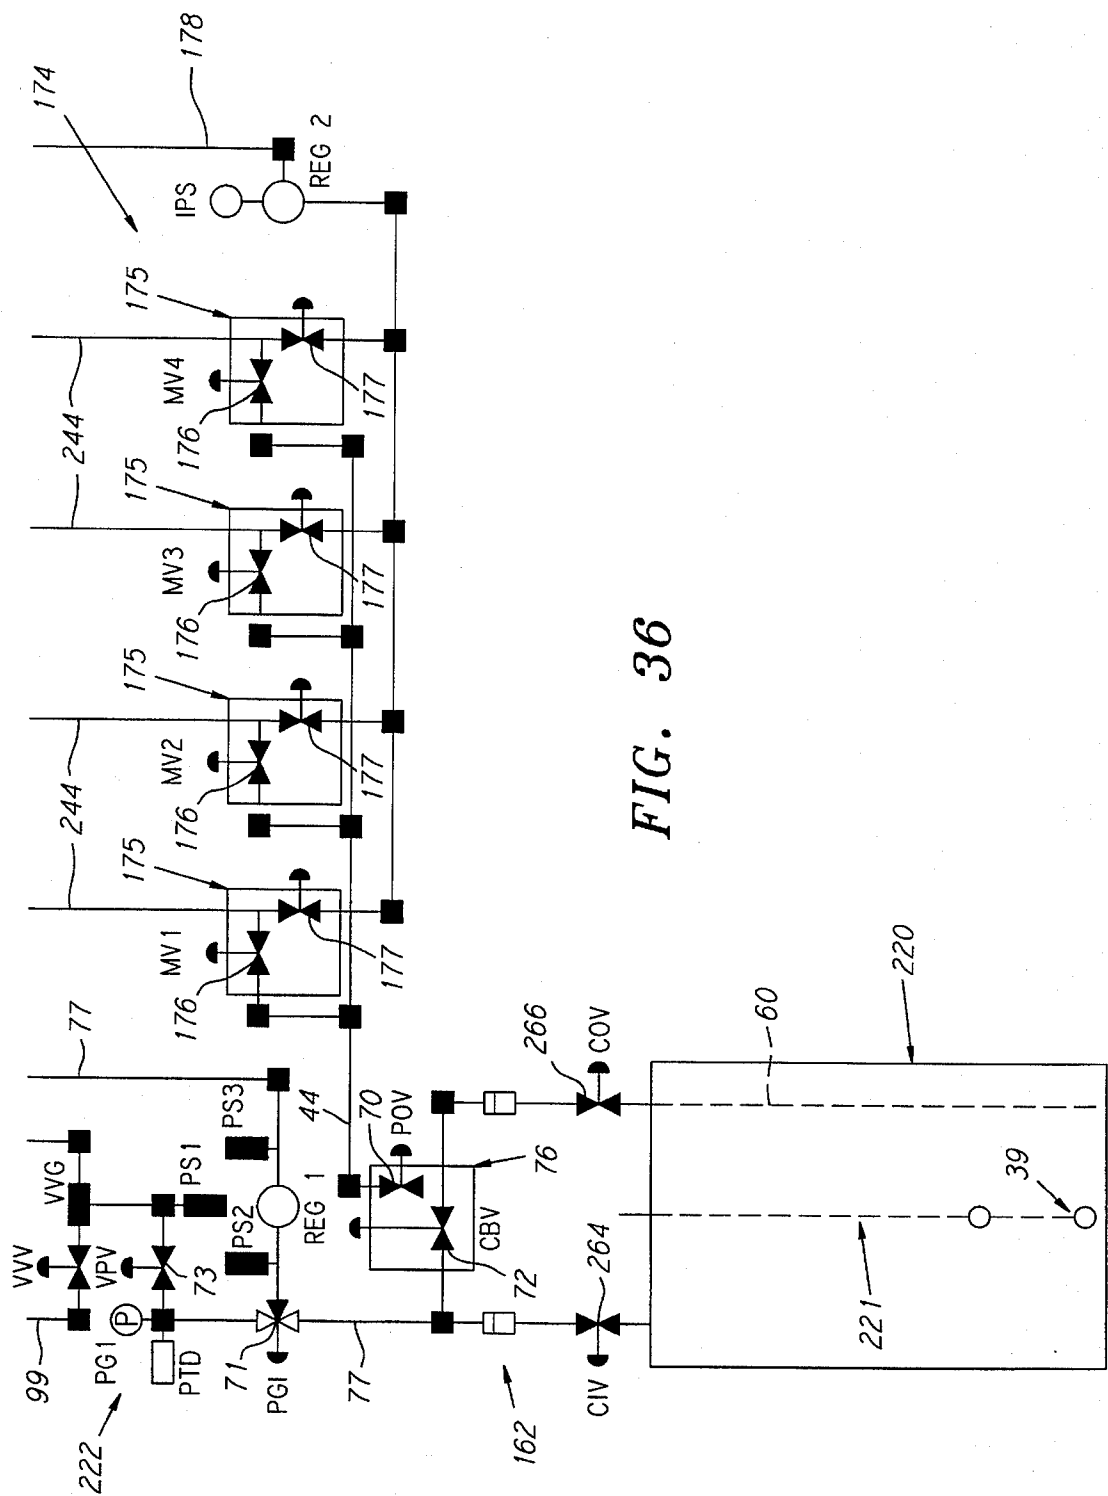 174
178
IPS
REG 2
175
MV4
176
177
244
175
MV3
176
177
175
MV2
176
177
244
175
MV1
176
177
77
PS3
44
70
POV
266
COV
60
220
VVG
PS1
PS2
REG 1
CBV
76
72
VVV
VPV
73
264
39
221
99
PG1
P
PTD
71
PGI
77
162
CIV
222
FIG. 36